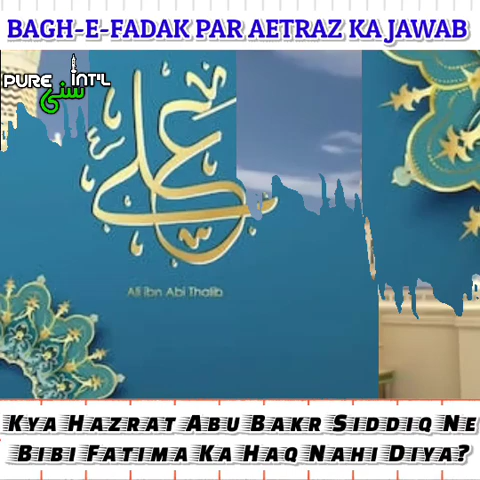 BAGH-E-FADAK PAR AETRAZ KA JAWAB
PURE INT'L
سنی
علي
Ali ibn Abi Thalib
Kya Hazrat Abu Bakr Siddiq Ne
Bibi Fatima Ka Haq Nahi Diya?